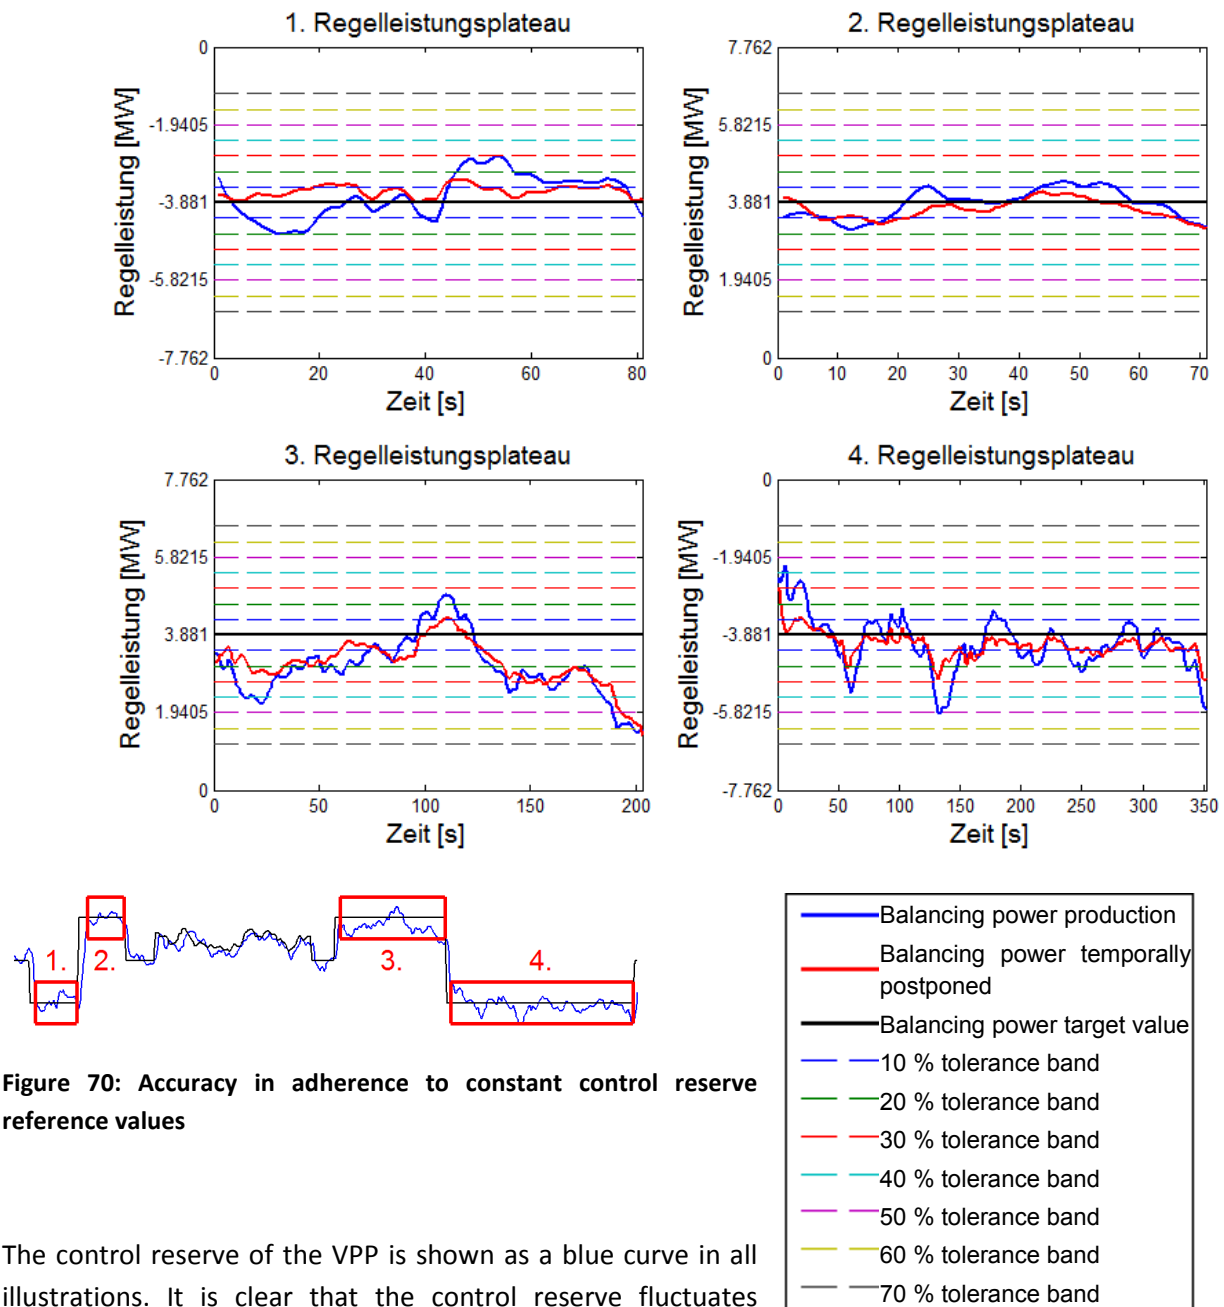 1. Regelleistungsplateau
Regelleistung [MW]
0
-1.9405
-3.881
-5.8215
-7.762
0 20 40 60 80
Zeit [s]
2. Regelleistungsplateau
Regelleistung [MW]
7.762
5.8215
3.881
1.9405
0
0 10 20 30 40 50 60 70
Zeit [s]
3. Regelleistungsplateau
Regelleistung [MW]
7.762
5.8215
3.881
1.9405
0
0 50 100 150 200
Zeit [s]
4. Regelleistungsplateau
Regelleistung [MW]
0
-1.9405
-3.881
-5.8215
-7.762
0 50 100 150 200 250 300 350
Zeit [s]
1. 2. 3. 4.
Balancing power production
Balancing power temporally
postponed
Balancing power target value
10 % tolerance band
20 % tolerance band
30 % tolerance band
40 % tolerance band
50 % tolerance band
60 % tolerance band
70 % tolerance band
Figure 70: Accuracy in adherence to constant control reserve
reference values
The control reserve of the VPP is shown as a blue curve in all
illustrations. It is clear that the control reserve fluctuates